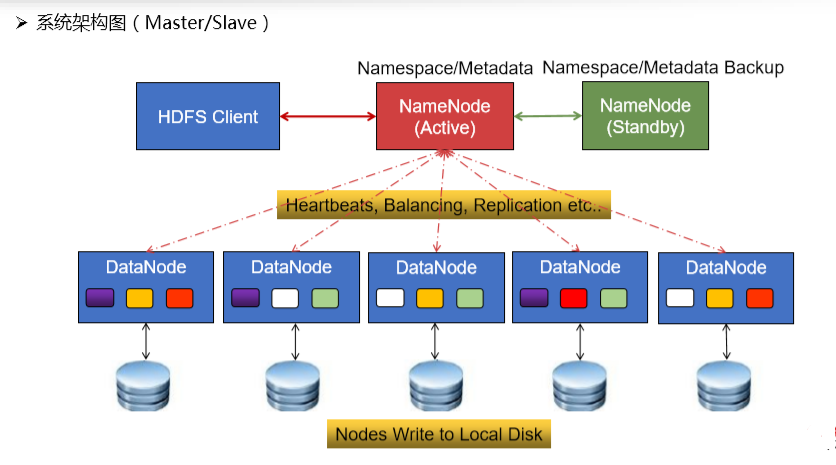 ➢ 系统架构图（Master/Slave）
Namespace/Metadata
Namespace/Metadata Backup
HDFS Client
NameNode
(Active)
NameNode
(Standby)
Heartbeats, Balancing, Replication etc..
DataNode
DataNode
DataNode
DataNode
DataNode
Nodes Write to Local Disk